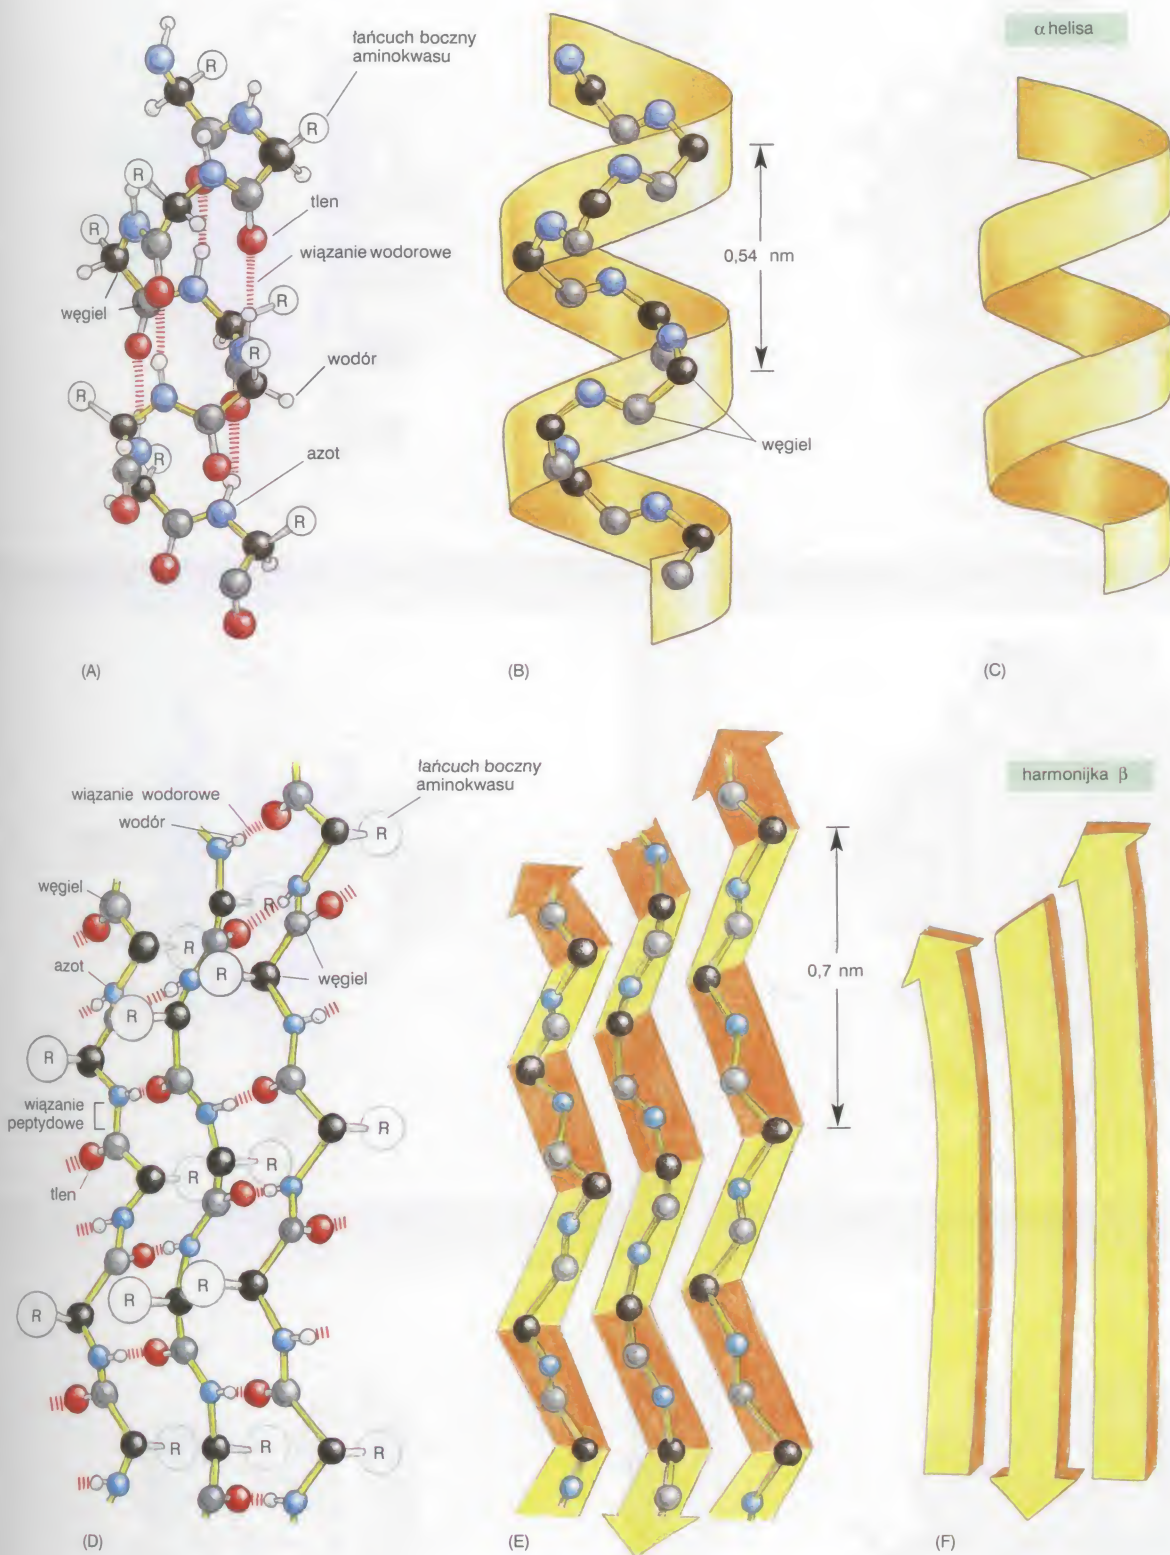 łańcuch boczny
aminokwasu
R
R
R
tlen
R
wiązanie wodorowe
węgiel
R
R
wodór
R
R
azot
R
(A)
0,54 nm
węgiel
(B)
α helisa
(C)
łańcuch boczny
aminokwasu
wiązanie wodorowe
wodór
R
węgiel
R
R
R
azot
węgiel
R
R
wiązanie
peptydowe
R
R
R
tlen
R
R
R
R
R
R
(D)
0,7 nm
(E)
harmonijka β
(F)